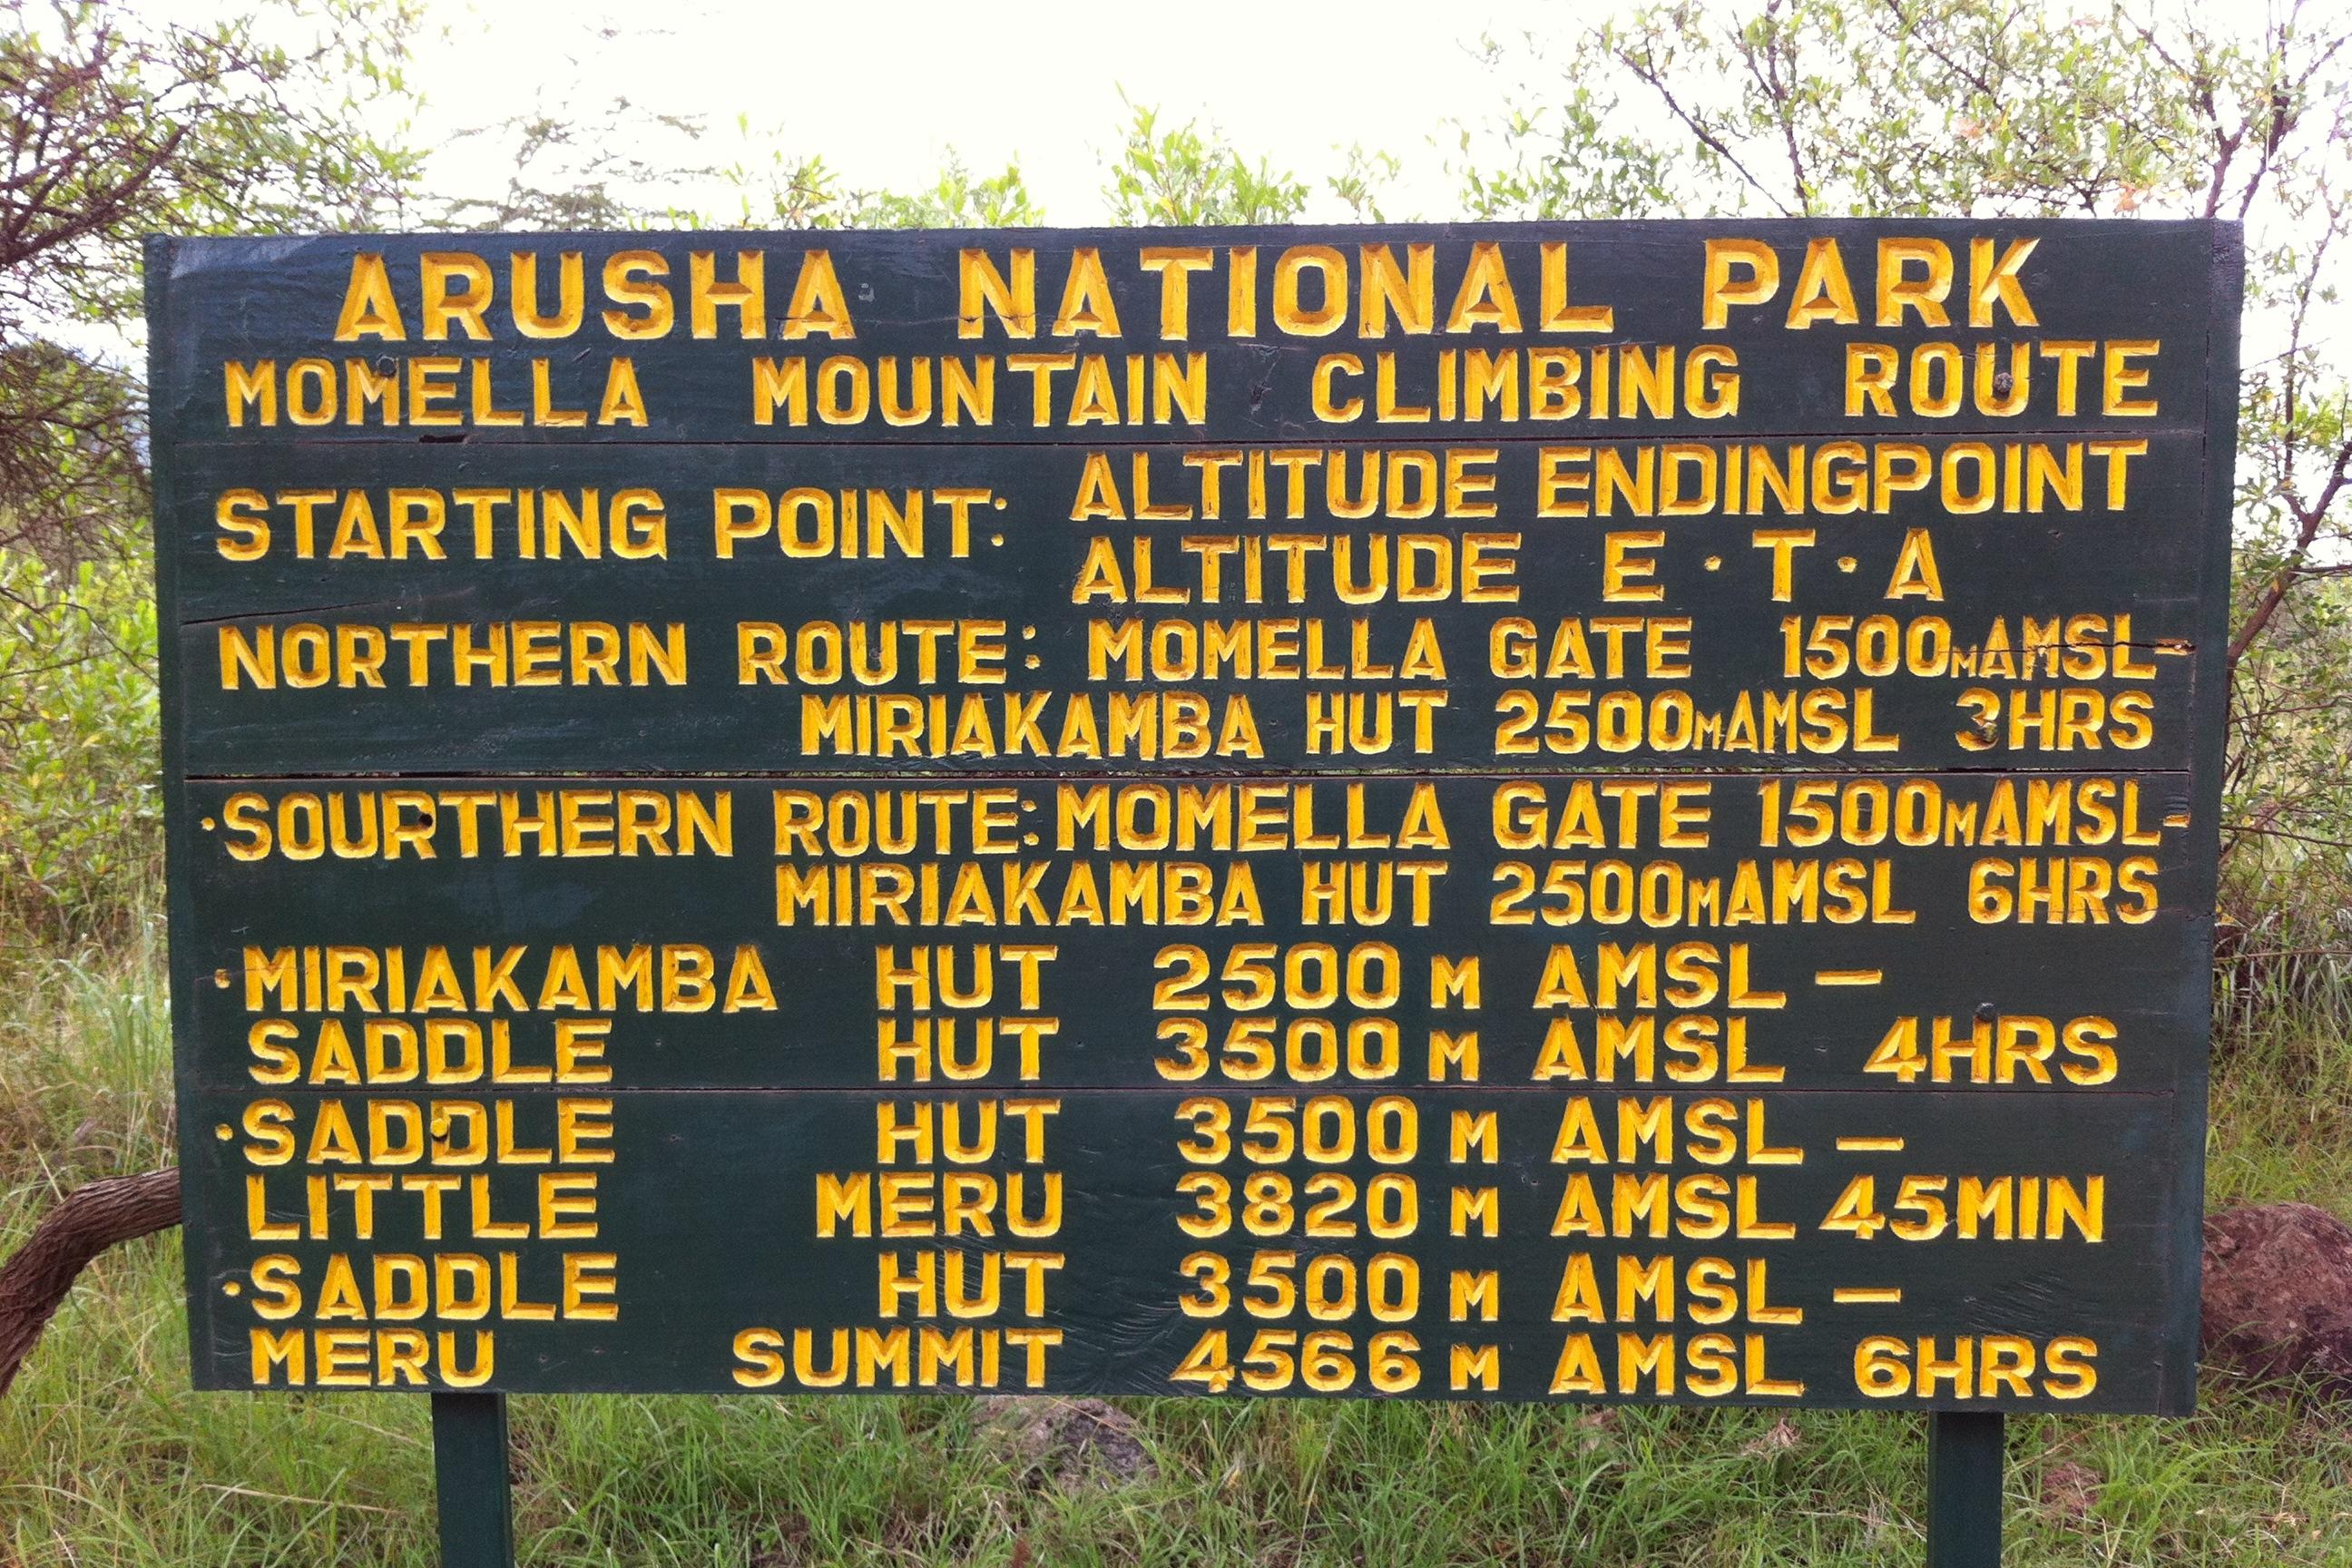 ARUSHA NATIONAL PARK
MOMELLA MOUNTAIN CLIMBING ROUTE
STARTING POINT: ALTITUDE ENDINGPOINT
ALTITUDE E·T·A
NORTHERN ROUTE: MOMELLA GATE 1500MAMSL-
MIRIAKAMBA HUT 2500MAMSL 3HRS
·SOURTHERN ROUTE: MOMELLA GATE 1500MAMSL-
MIRIAKAMBA HUT 2500MAMSL 6HRS
·MIRIAKAMBA HUT 2500 M AMSL —
SADDLE HUT 3500 M AMSL 4HRS
·SADDLE HUT 3500 M AMSL —
LITTLE MERU 3820 M AMSL 45MIN
·SADDLE HUT 3500 M AMSL —
MERU SUMMIT 4566 M AMSL 6HRS